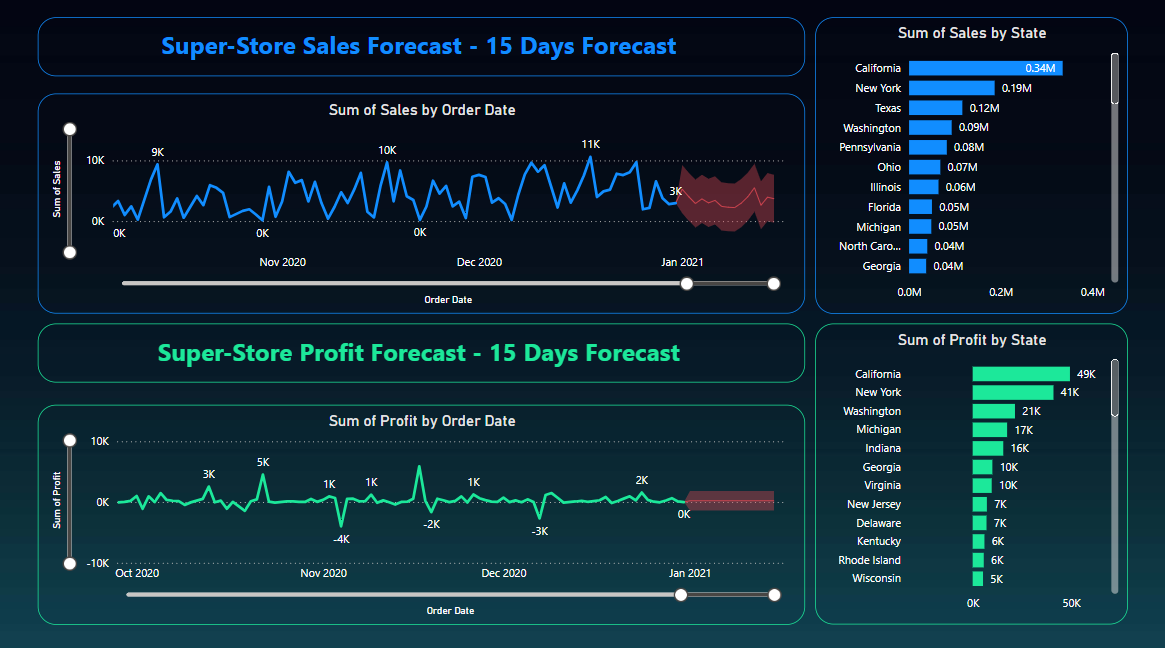 Super-Store Sales Forecast - 15 Days Forecast
Sum of Sales by Order Date
Sum of Sales
10K
0K
9K
10K
11K
3K
0K
0K
0K
Nov 2020
Dec 2020
Jan 2021
Order Date
Sum of Sales by State
California 0.34M
New York 0.19M
Texas 0.12M
Washington 0.09M
Pennsylvania 0.08M
Ohio 0.07M
Illinois 0.06M
Florida 0.05M
Michigan 0.05M
North Caro... 0.04M
Georgia 0.04M
0.0M 0.2M 0.4M
Super-Store Profit Forecast - 15 Days Forecast
Sum of Profit by Order Date
Sum of Profit
10K
0K
-10K
3K
5K
1K
-4K
1K
-2K
1K
-3K
2K
0K
Oct 2020
Nov 2020
Dec 2020
Jan 2021
Order Date
Sum of Profit by State
California 49K
New York 41K
Washington 21K
Michigan 17K
Indiana 16K
Georgia 10K
Virginia 10K
New Jersey 7K
Delaware 7K
Kentucky 6K
Rhode Island 6K
Wisconsin 5K
0K 50K